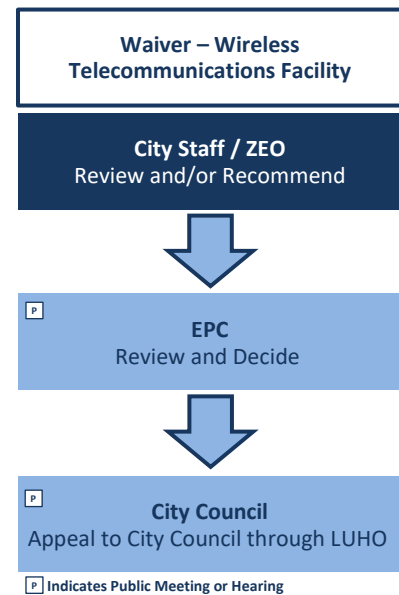 Waiver – Wireless
Telecommunications Facility
City Staff / ZEO
Review and/or Recommend
P
EPC
Review and Decide
P
City Council
Appeal to City Council through LUHO
P Indicates Public Meeting or Hearing